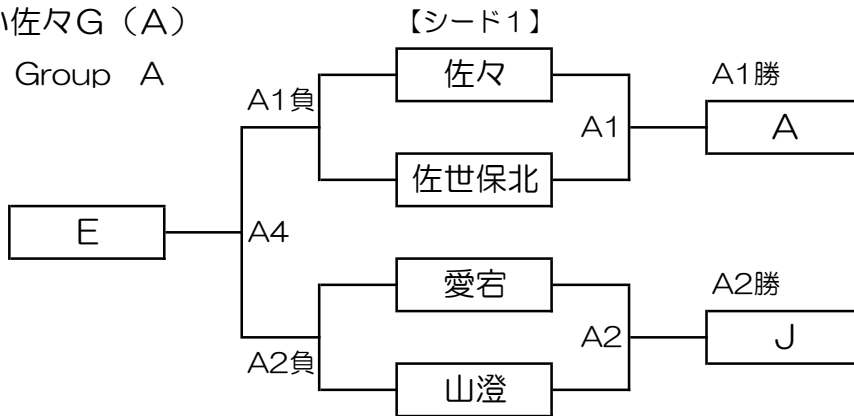 佐々G（A）
【シード1】
Group A
佐々
A1勝
A1負
A1
A
佐世保北
E
A4
愛宕
A2勝
A2
J
A2負
山澄